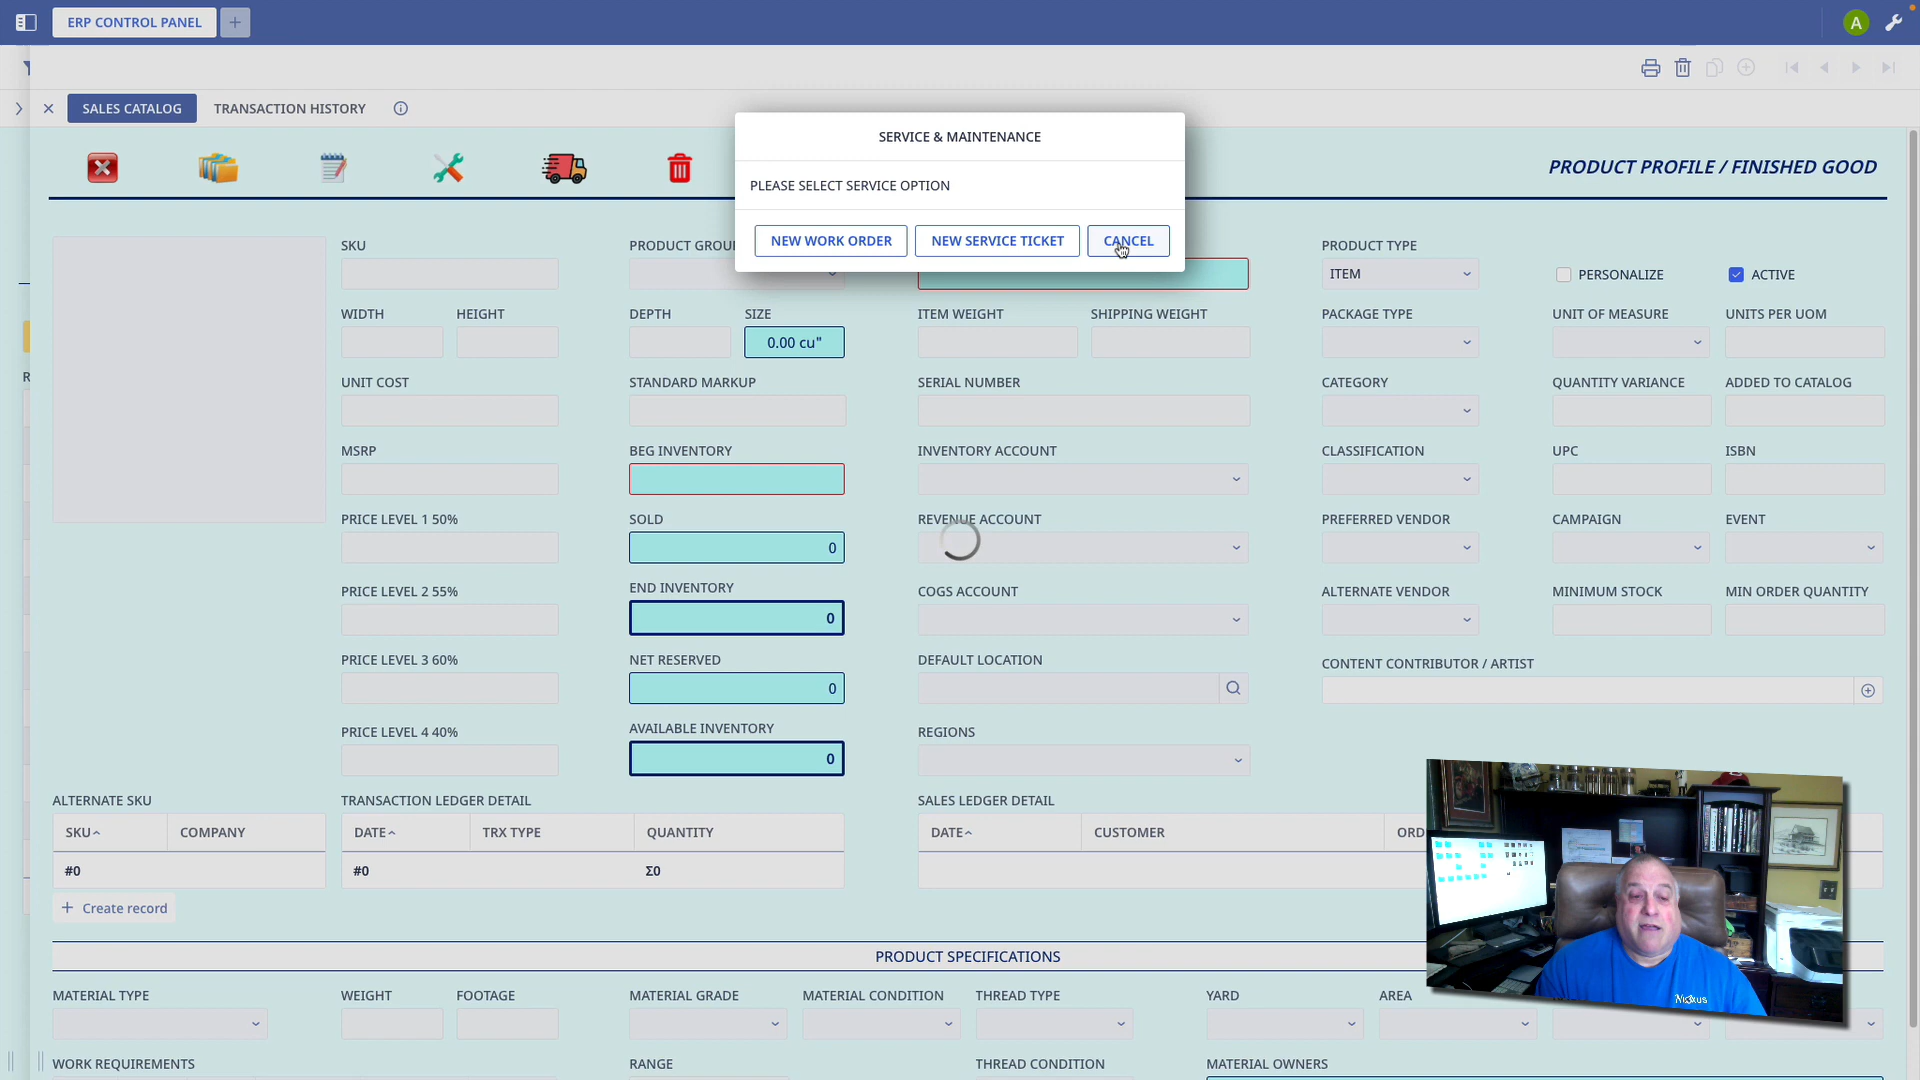 ERP CONTROL PANEL
A
SALES CATALOG TRANSACTION HISTORY
SERVICE & MAINTENANCE
PLEASE SELECT SERVICE OPTION
NEW WORK ORDER NEW SERVICE TICKET CANCEL
PRODUCT PROFILE / FINISHED GOOD
SKU PRODUCT GROU PRODUCT TYPE
ITEM PERSONALIZE ACTIVE
WIDTH HEIGHT DEPTH SIZE ITEM WEIGHT SHIPPING WEIGHT PACKAGE TYPE UNIT OF MEASURE UNITS PER UOM
0.00 cu"
R
UNIT COST STANDARD MARKUP SERIAL NUMBER CATEGORY QUANTITY VARIANCE ADDED TO CATALOG
MSRP BEG INVENTORY INVENTORY ACCOUNT CLASSIFICATION UPC ISBN
PRICE LEVEL 1 50% SOLD REVENUE ACCOUNT PREFERRED VENDOR CAMPAIGN EVENT
0
PRICE LEVEL 2 55% END INVENTORY COGS ACCOUNT ALTERNATE VENDOR MINIMUM STOCK MIN ORDER QUANTITY
0
PRICE LEVEL 3 60% NET RESERVED DEFAULT LOCATION CONTENT CONTRIBUTOR / ARTIST
0
PRICE LEVEL 4 40% AVAILABLE INVENTORY REGIONS
0
ALTERNATE SKU TRANSACTION LEDGER DETAIL SALES LEDGER DETAIL
SKU COMPANY DATE TRX TYPE QUANTITY DATE CUSTOMER ORD
#0 #0 Σ0
+ Create record
PRODUCT SPECIFICATIONS
MATERIAL TYPE WEIGHT FOOTAGE MATERIAL GRADE MATERIAL CONDITION THREAD TYPE YARD AREA
WORK REQUIREMENTS RANGE THREAD CONDITION MATERIAL OWNERS